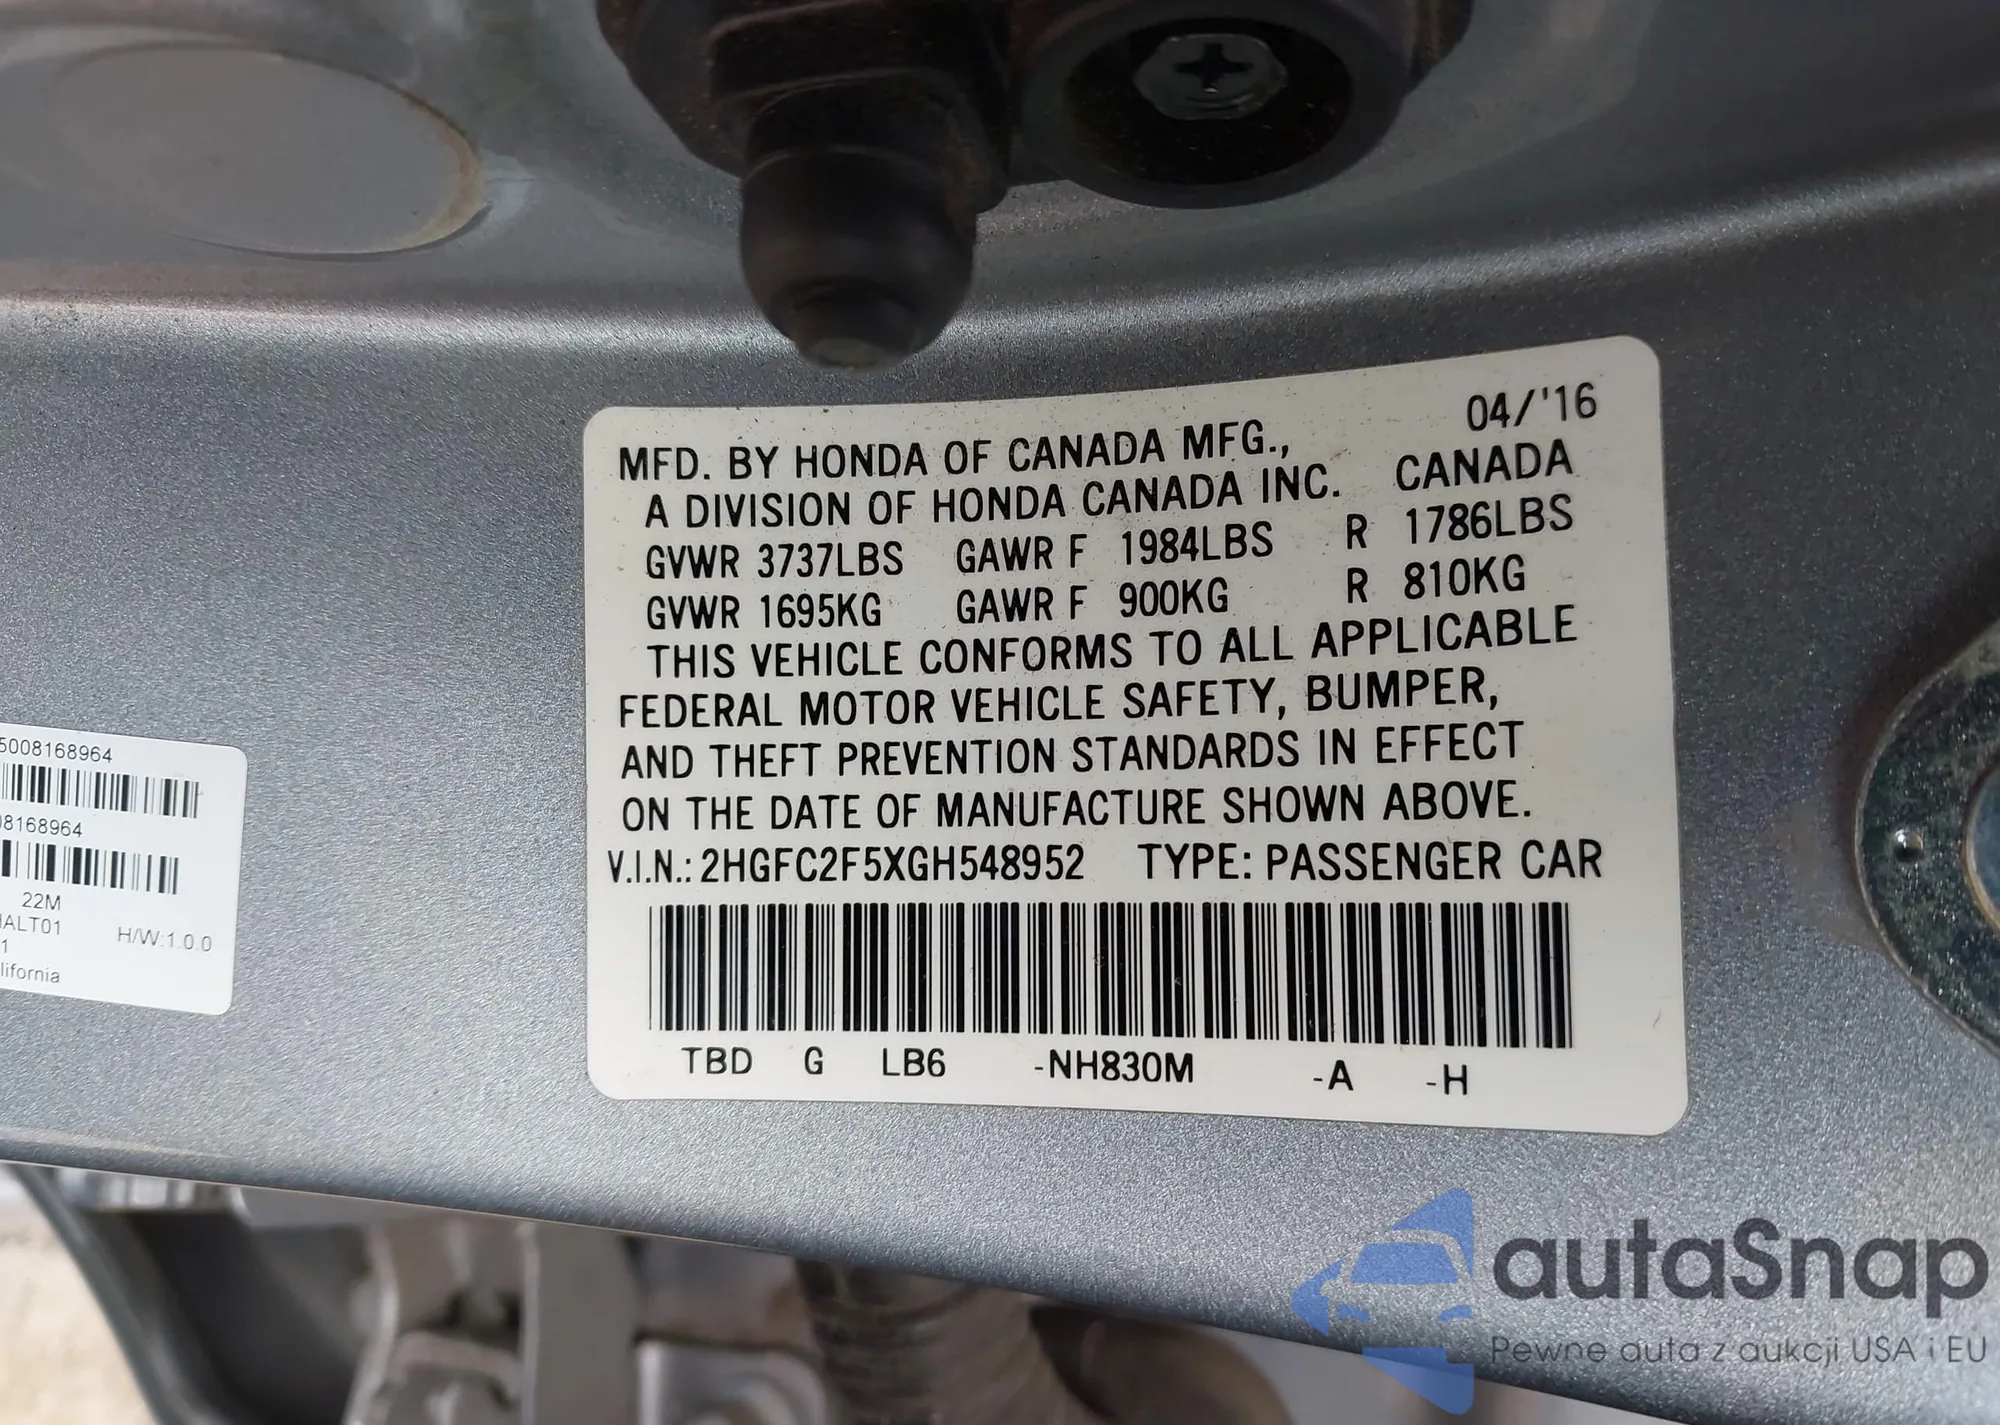 04/'16
MFD. BY HONDA OF CANADA MFG.,
A DIVISION OF HONDA CANADA INC. CANADA
GVWR 3737LBS GAWR F 1984LBS R 1786LBS
GVWR 1695KG GAWR F 900KG R 810KG
THIS VEHICLE CONFORMS TO ALL APPLICABLE
FEDERAL MOTOR VEHICLE SAFETY, BUMPER,
AND THEFT PREVENTION STANDARDS IN EFFECT
ON THE DATE OF MANUFACTURE SHOWN ABOVE.
V.I.N.: 2HGFC2F5XGH548952 TYPE: PASSENGER CAR
TBD G LB6 -NH830M -A -H
5008168964
08168964
22M
HALT01 H/W:1.0.0
1
lifornia
autaSnap
Pewne auta z aukcji USA i EU